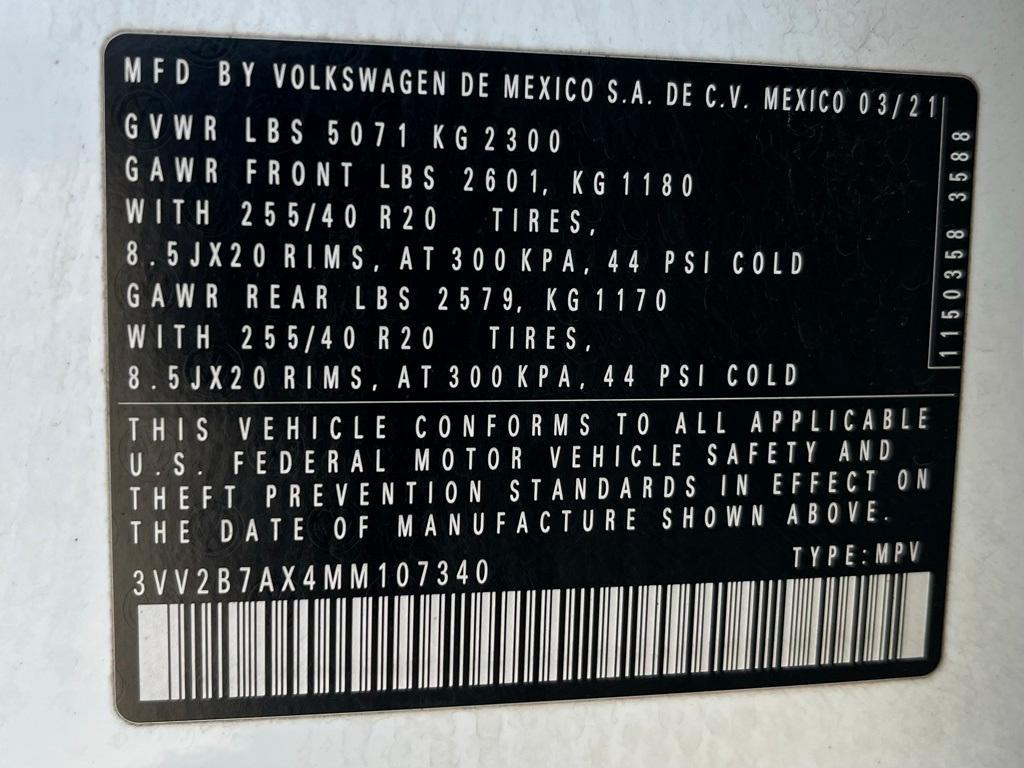 MFD BY VOLKSWAGEN DE MEXICO S.A. DE C.V. MEXICO 03/21
GVWR LBS 5071 KG 2300
GAWR FRONT LBS 2601, KG 1180
WITH 255/40 R20 TIRES,
8.5JX20 RIMS, AT 300 KPA, 44 PSI COLD
GAWR REAR LBS 2579, KG 1170
WITH 255/40 R20 TIRES,
8.5JX20 RIMS, AT 300 KPA, 44 PSI COLD
1150358 3588
THIS VEHICLE CONFORMS TO ALL APPLICABLE
U.S. FEDERAL MOTOR VEHICLE SAFETY AND
THEFT PREVENTION STANDARDS IN EFFECT ON
THE DATE OF MANUFACTURE SHOWN ABOVE.
TYPE:MPV
3VV2B7AX4MM107340